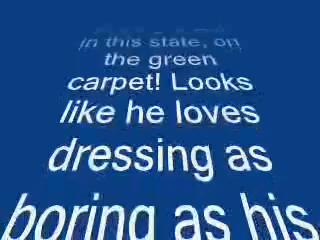 in this state, on
the green
carpet! Looks
like he loves
dressing as
boring as his